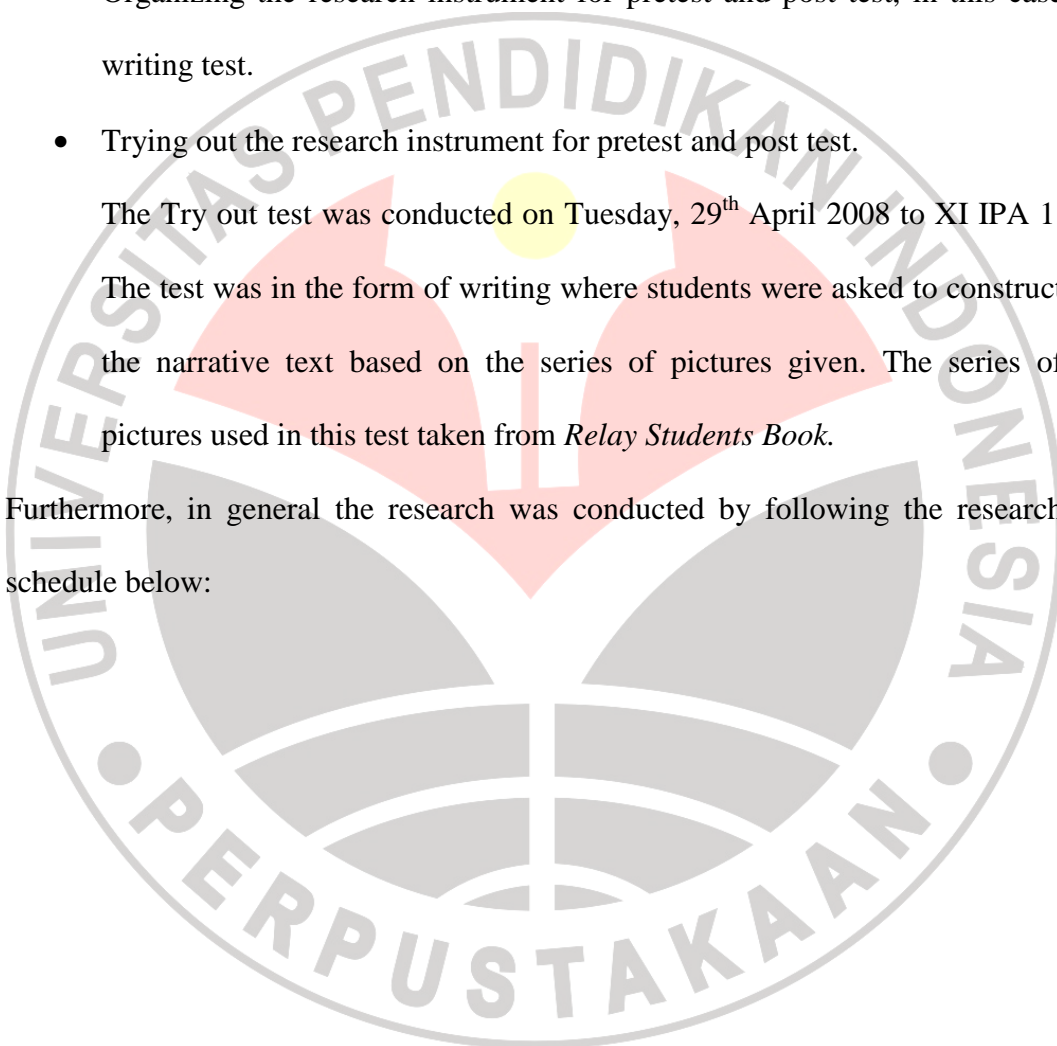 Organizing the research instrument for pretest and post test, in this case
writing test.
• Trying out the research instrument for pretest and post test.
The Try out test was conducted on Tuesday, 29th April 2008 to XI IPA 1
The test was in the form of writing where students were asked to construct
the narrative text based on the series of pictures given. The series of
pictures used in this test taken from Relay Students Book.
Furthermore, in general the research was conducted by following the research
schedule below:
UNIVERSITAS PENDIDIKAN INDONESIA
PERPUSTAKAAN